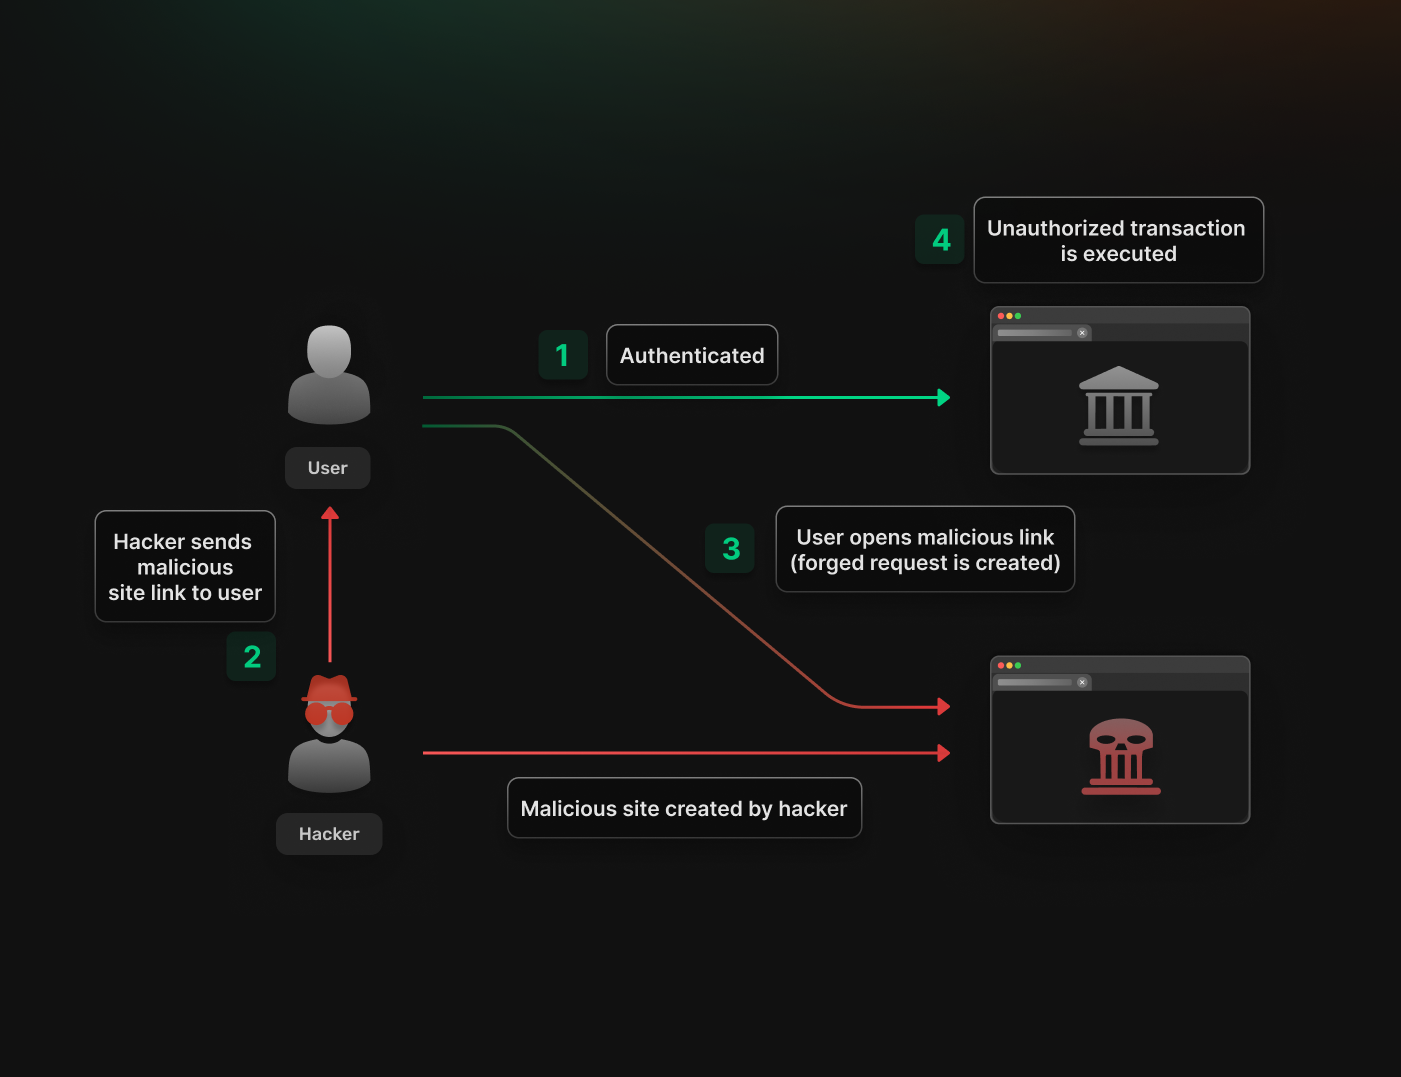 4
Unauthorized transaction
is executed
1
Authenticated
User
Hacker sends
malicious
site link to user
2
3
User opens malicious link
(forged request is created)
Malicious site created by hacker
Hacker